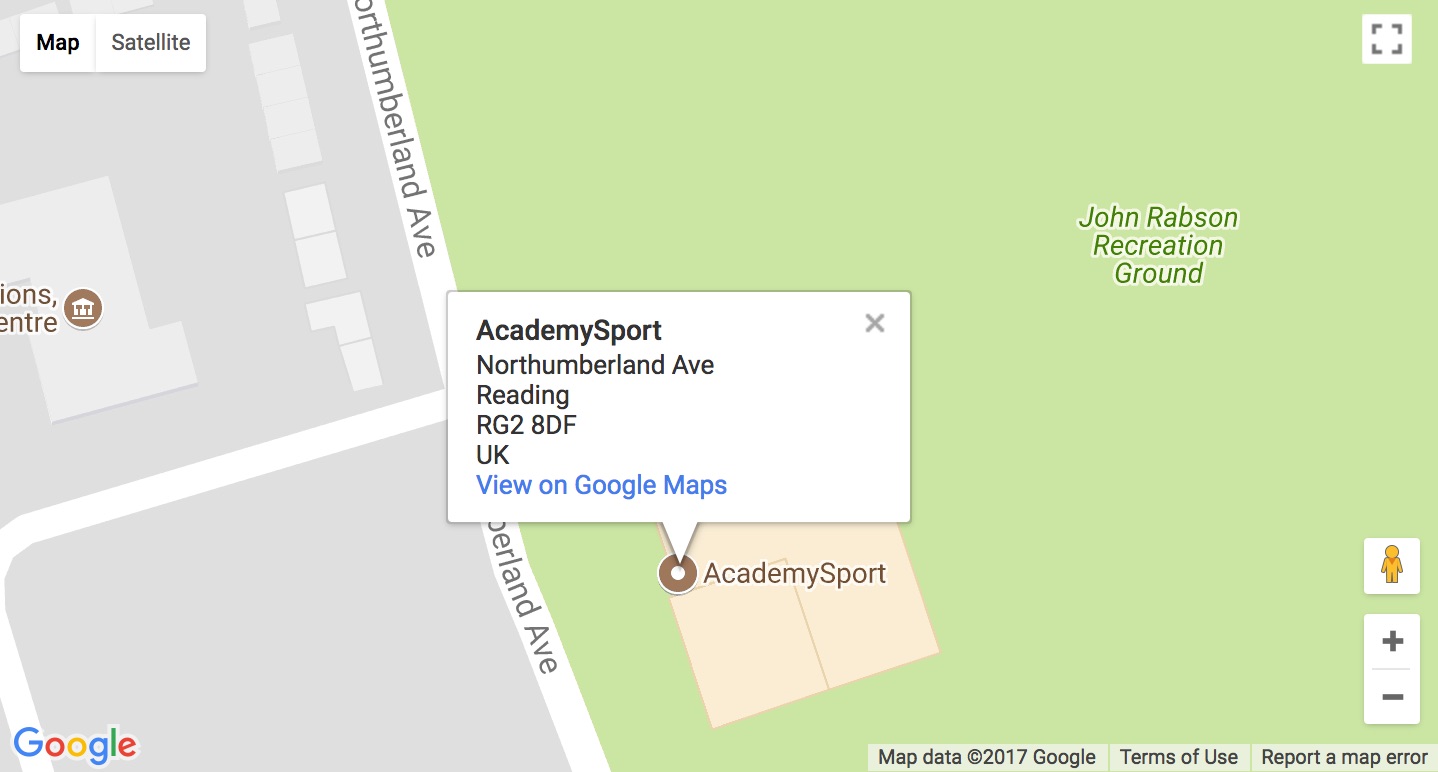 Map
Satellite
orthumberland Ave
John Rabson
Recreation
Ground
ions,
entre
AcademySport
Northumberland Ave
Reading
RG2 8DF
UK
View on Google Maps
AcademySport
berland Ave
Google
Map data ©2017 Google
Terms of Use
Report a map error